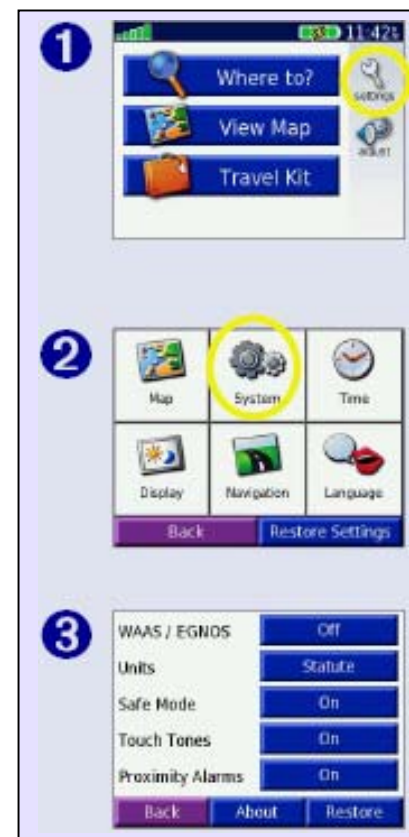 1
11:42
Where to?
settings
View Map
adjust
Travel Kit
2
Map System Time
Display Navigation Language
Back Restore Settings
3
WAAS / EGNOS Off
Units Statute
Safe Mode On
Touch Tones On
Proximity Alarms On
Back About Restore